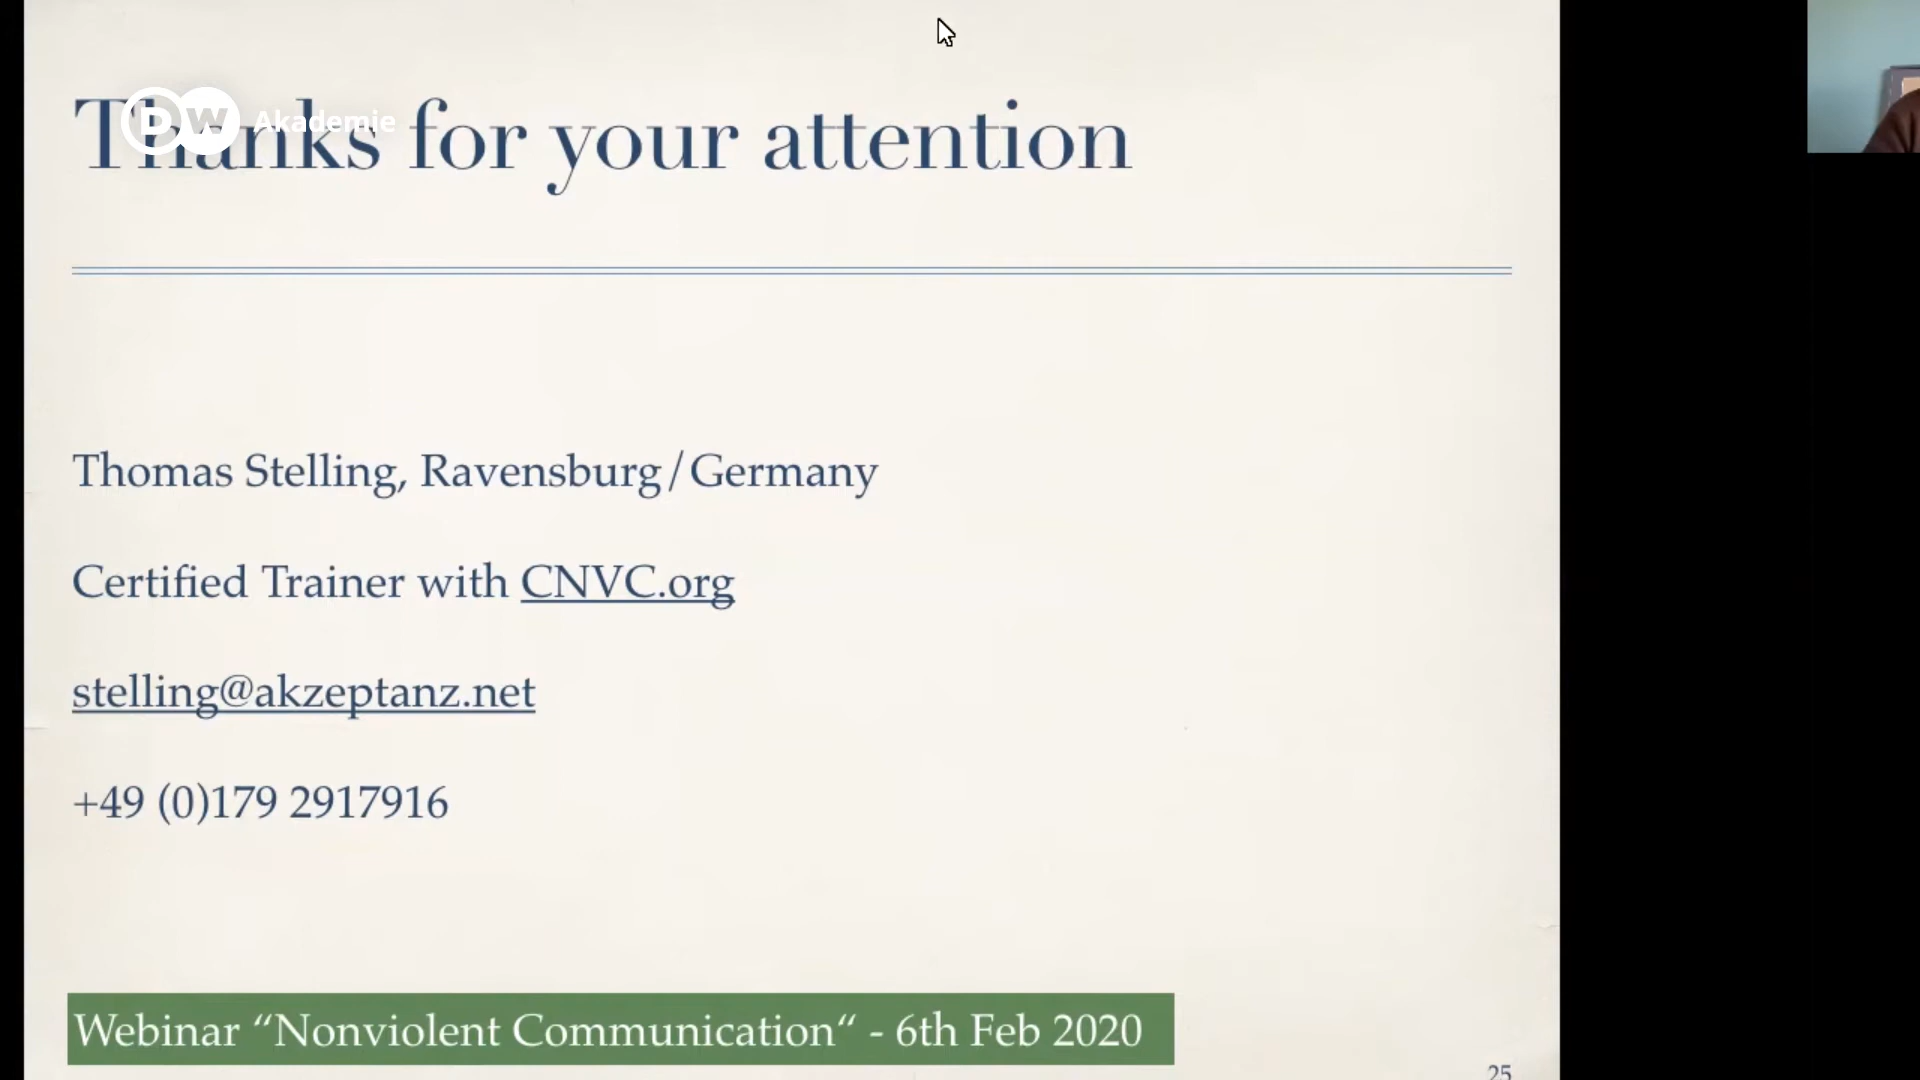 Thanks for your attention
DW Akademie
Thomas Stelling, Ravensburg/Germany
Certified Trainer with CNVC.org
stelling@akzeptanz.net
+49 (0)179 2917916
Webinar “Nonviolent Communication“ - 6th Feb 2020
25